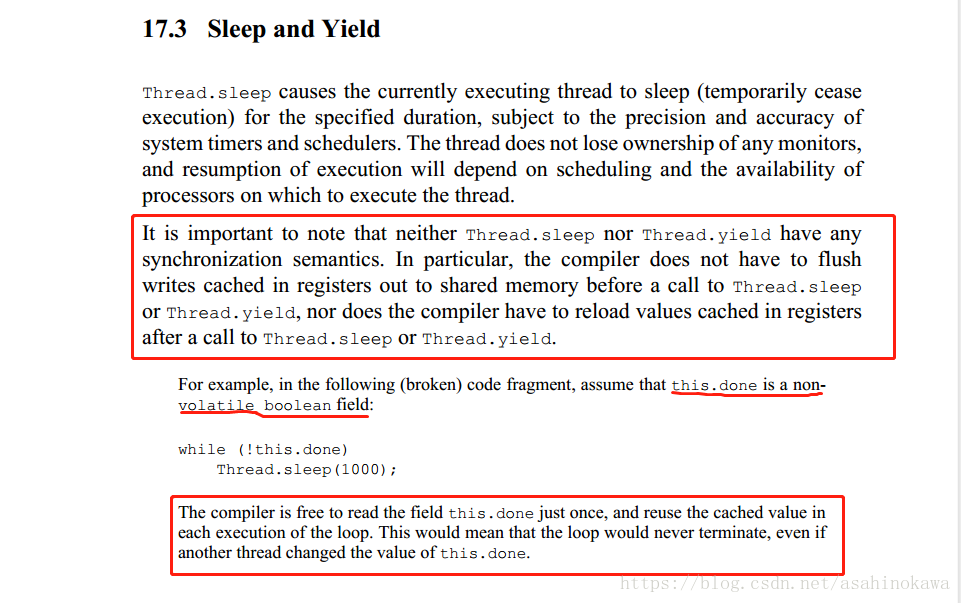 17.3 Sleep and Yield
Thread.sleep causes the currently executing thread to sleep (temporarily cease
execution) for the specified duration, subject to the precision and accuracy of
system timers and schedulers. The thread does not lose ownership of any monitors,
and resumption of execution will depend on scheduling and the availability of
processors on which to execute the thread.
It is important to note that neither Thread.sleep nor Thread.yield have any
synchronization semantics. In particular, the compiler does not have to flush
writes cached in registers out to shared memory before a call to Thread.sleep
or Thread.yield, nor does the compiler have to reload values cached in registers
after a call to Thread.sleep or Thread.yield.
For example, in the following (broken) code fragment, assume that this.done is a non-
volatile boolean field:
while (!this.done)
    Thread.sleep(1000);
The compiler is free to read the field this.done just once, and reuse the cached value in
each execution of the loop. This would mean that the loop would never terminate, even if
another thread changed the value of this.done.
https://blog.csdn.net/asahinokawa